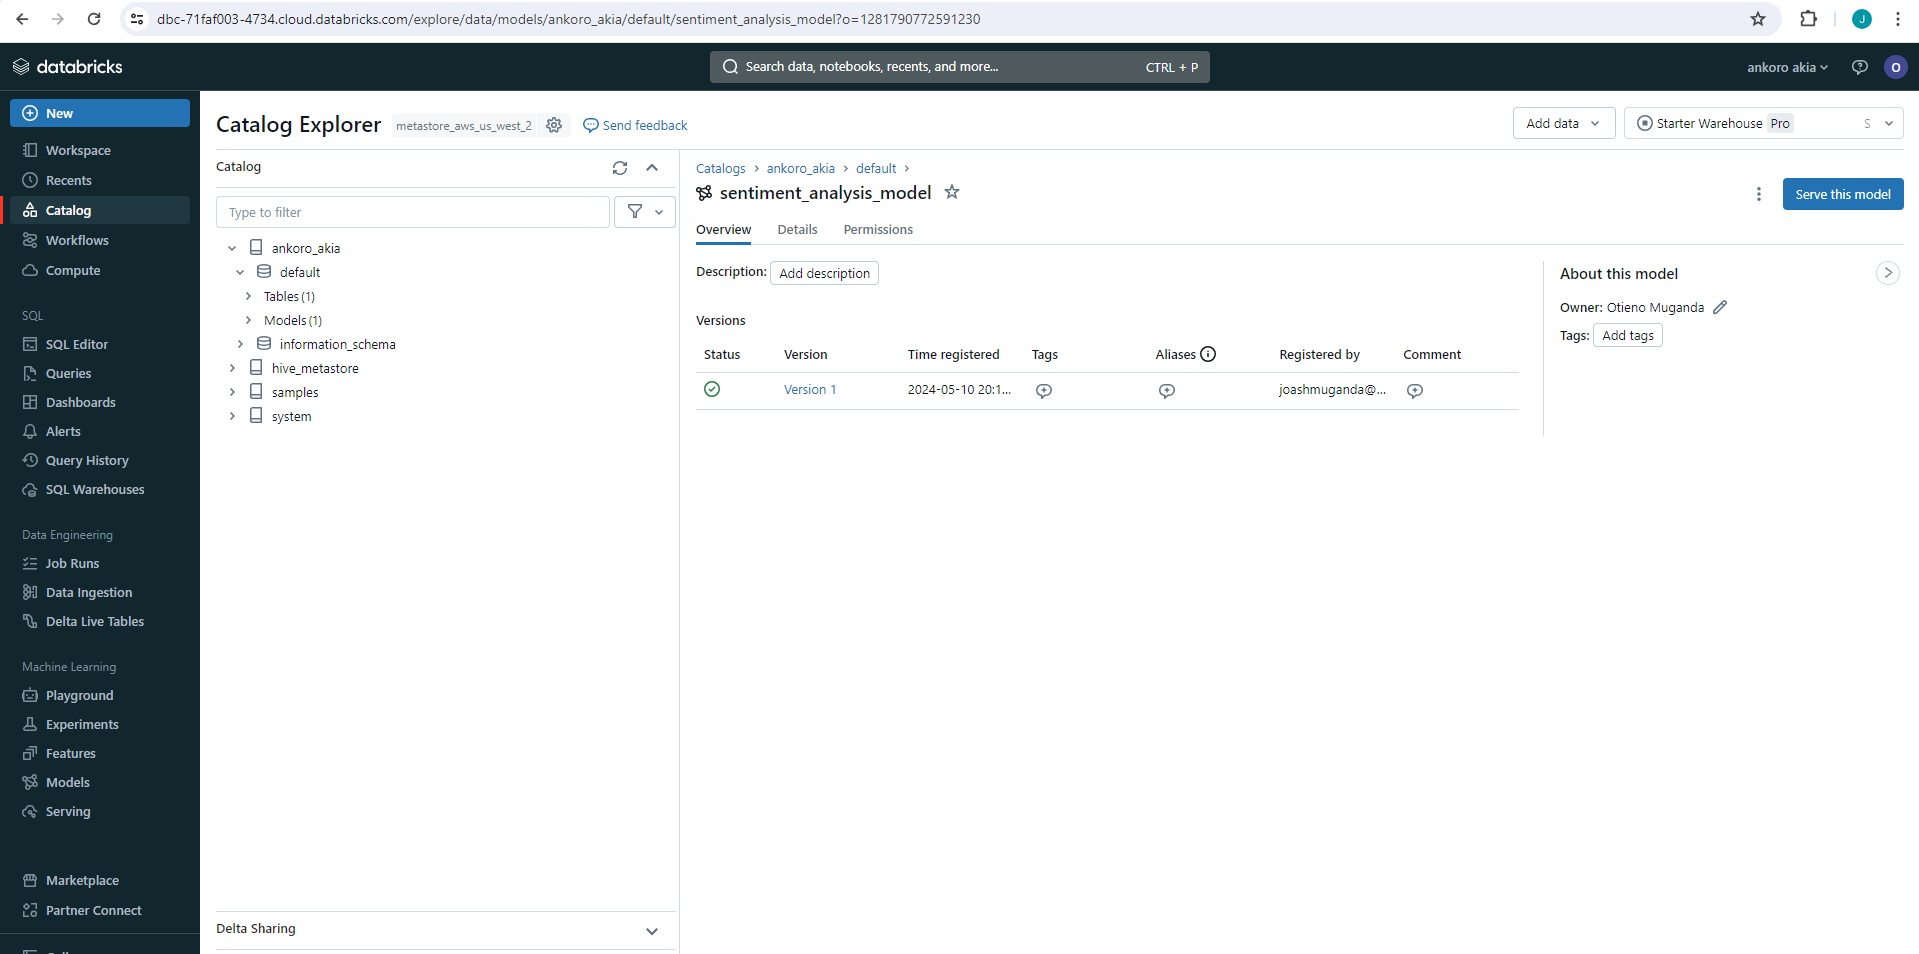 dbc-71faf003-4734.cloud.databricks.com/explore/data/models/ankoro_akia/default/sentiment_analysis_model?o=1281790772591230
J
databricks
Search data, notebooks, recents, and more...
CTRL + P
ankoro akia
O
New
Workspace
Recents
Catalog
Workflows
Compute
SQL
SQL Editor
Queries
Dashboards
Alerts
Query History
SQL Warehouses
Data Engineering
Job Runs
Data Ingestion
Delta Live Tables
Machine Learning
Playground
Experiments
Features
Models
Serving
Marketplace
Partner Connect
Catalog Explorer
metastore_aws_us_west_2
Send feedback
Add data
Starter Warehouse Pro S
Catalog
Type to filter
ankoro_akia
default
Tables (1)
Models (1)
information_schema
hive_metastore
samples
system
Delta Sharing
Catalogs > ankoro_akia > default >
sentiment_analysis_model
Serve this model
Overview Details Permissions
Description: Add description
Versions
Status Version Time registered Tags Aliases Registered by Comment
Version 1 2024-05-10 20:1... joashmuganda@...
About this model
Owner: Otieno Muganda
Tags: Add tags